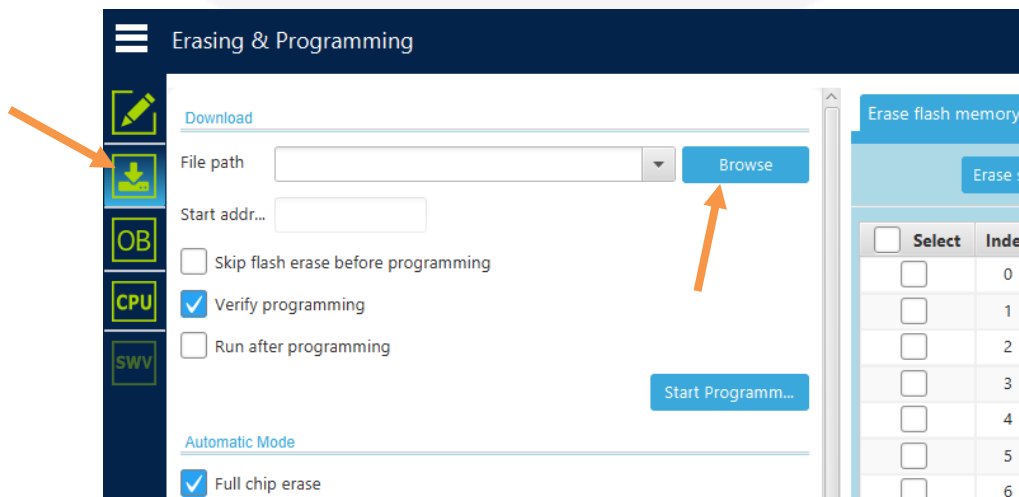 Erasing & Programming
Download
File path
Browse
Start addr...
Skip flash erase before programming
Verify programming
Run after programming
Start Programm...
Automatic Mode
Full chip erase
OB
CPU
SWV
Erase flash memory
Erase s
Select Inde
0
1
2
3
4
5
6